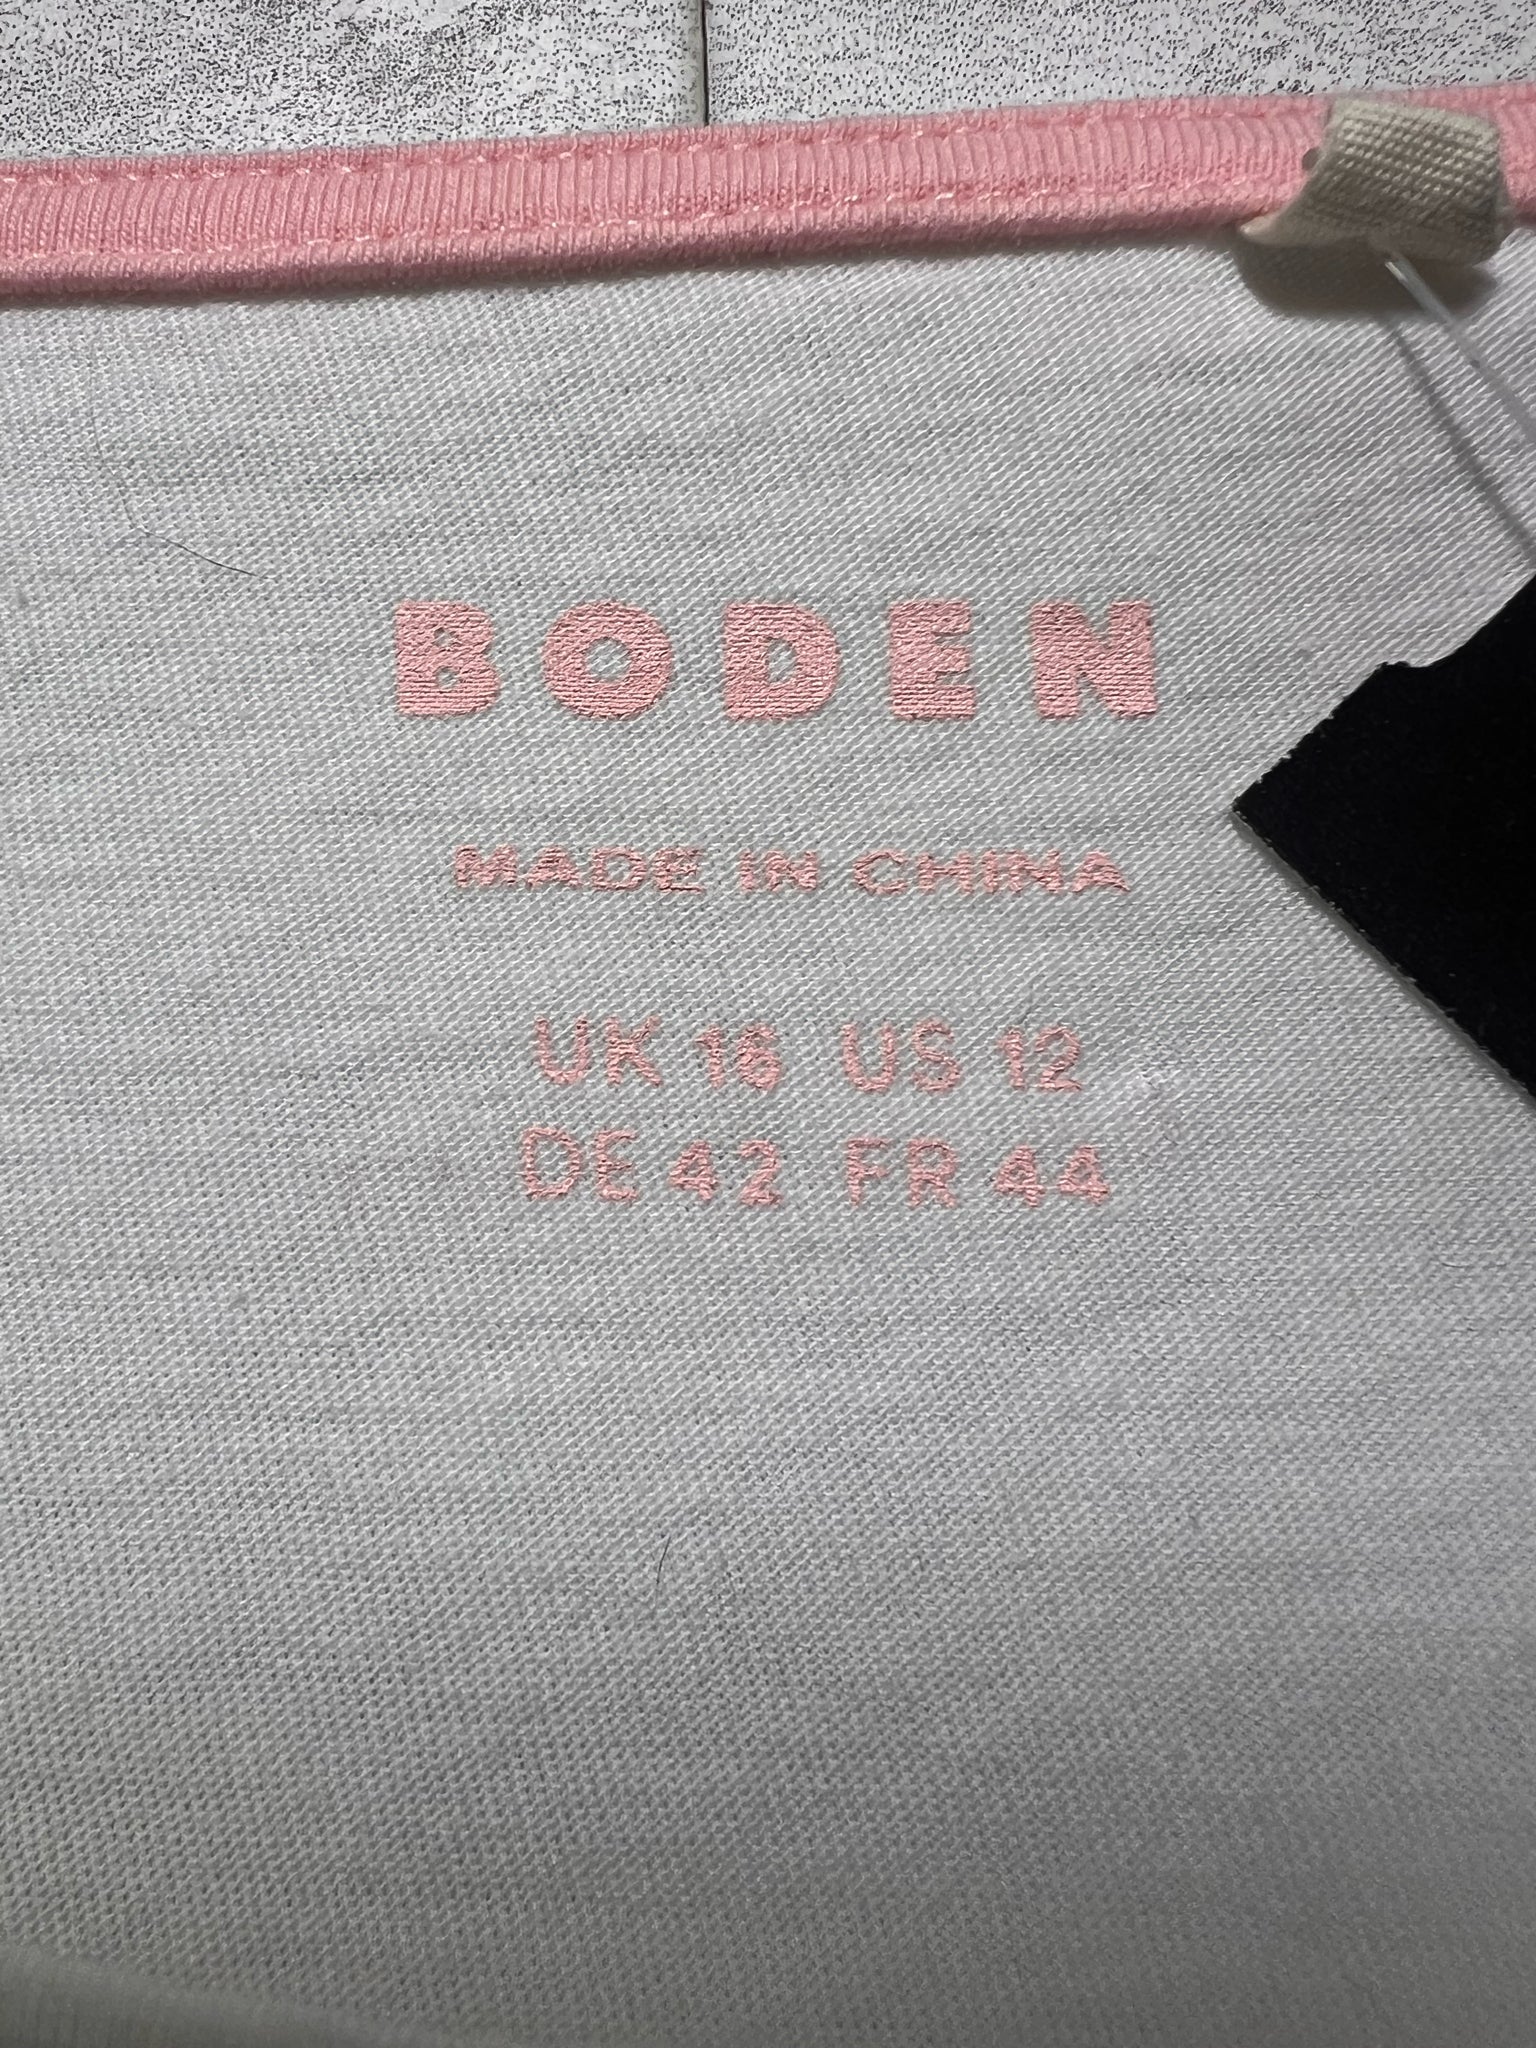 BODEN
MADE IN CHINA
UK 16 US 12
DE 42 FR 44